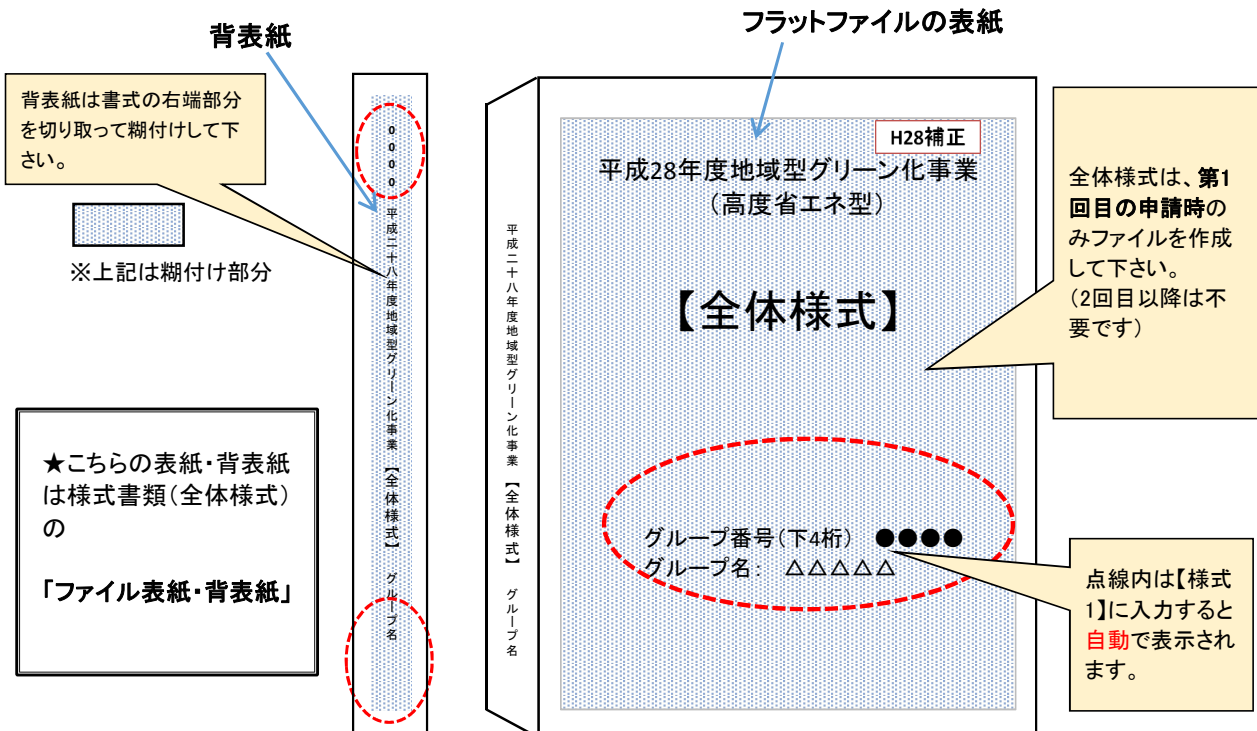 背表紙
フラットファイルの表紙
背表紙は書式の右端部分
を切り取って糊付けして下
さい。
※上記は糊付け部分
★こちらの表紙・背表紙
は様式書類(全体様式)
の
「ファイル表紙・背表紙」
0000 平成二十八年度地域型グリーン化事業 【全体様式】 グループ名
平成二十八年度地域型グリーン化事業 【全体様式】 グループ名
H28補正
平成28年度地域型グリーン化事業
(高度省エネ型)
【全体様式】
グループ番号(下4桁) ●●●●
グループ名: △△△△△
全体様式は、第1
回目の申請時の
みファイルを作成
して下さい。
(2回目以降は不
要です)
点線内は【様式
1】に入力すると
自動で表示され
ます。